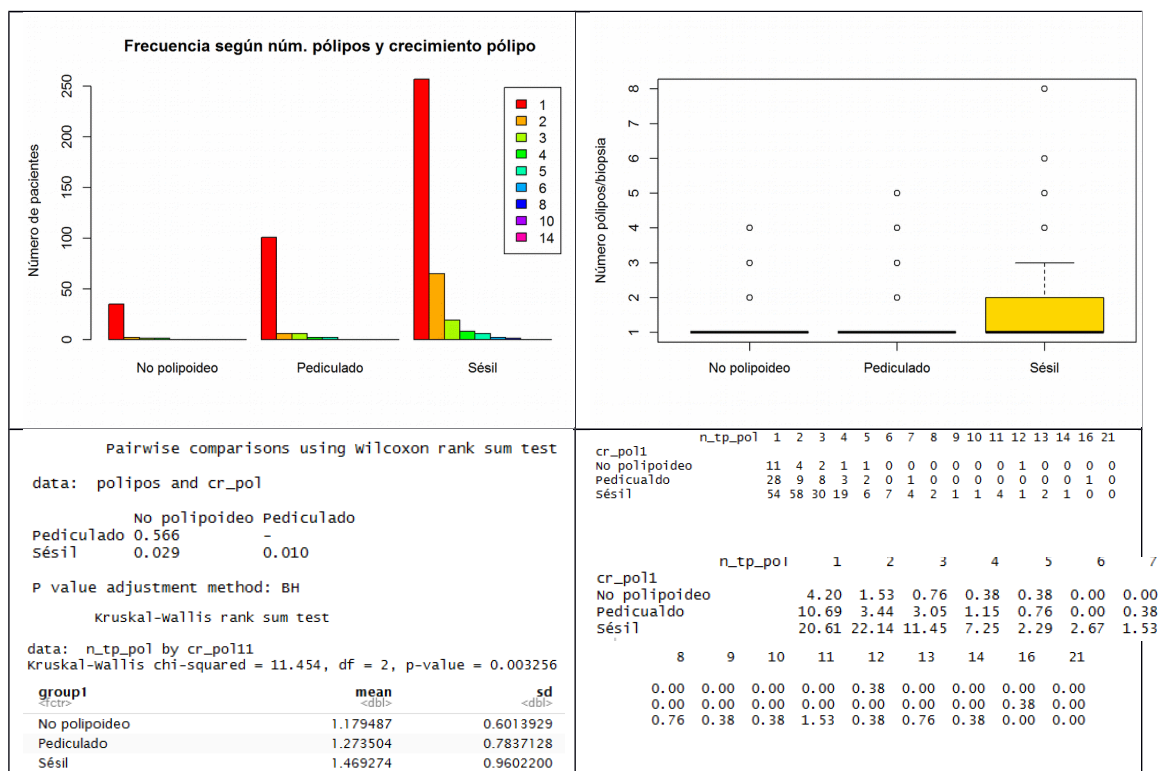 Frecuencia según núm. pólipos y crecimiento pólipo
Número de pacientes
0 50 100 150 200 250
1
2
3
4
5
6
8
10
14
No polipoideo Pediculado Sésil
Número pólipos/biopsia
1 2 3 4 5 6 7 8
No polipoideo Pediculado Sésil
Pairwise comparisons using Wilcoxon rank sum test
data: polipos and cr_pol
No polipoideo Pediculado
Pediculado 0.566 -
Sésil 0.029 0.010
P value adjustment method: BH
Kruskal-Wallis rank sum test
data: n_tp_pol by cr_pol11
Kruskal-Wallis chi-squared = 11.454, df = 2, p-value = 0.003256
group1 mean sd
<fctr> <dbl> <dbl>
No polipoideo 1.179487 0.6013929
Pediculado 1.273504 0.7837128
Sésil 1.469274 0.9602200
n_tp_pol 1 2 3 4 5 6 7 8 9 10 11 12 13 14 16 21
cr_pol1
No polipoideo 11 4 2 1 1 0 0 0 0 0 0 1 0 0 0 0
Pedicualdo 28 9 8 3 2 0 1 0 0 0 0 0 0 0 1 0
Sésil 54 58 30 19 6 7 4 2 1 1 4 1 2 1 0 0
n_tp_pol 1 2 3 4 5 6 7
cr_pol1
No polipoideo 4.20 1.53 0.76 0.38 0.38 0.00 0.00
Pedicualdo 10.69 3.44 3.05 1.15 0.76 0.00 0.38
Sésil 20.61 22.14 11.45 7.25 2.29 2.67 1.53
8 9 10 11 12 13 14 16 21
0.00 0.00 0.00 0.00 0.38 0.00 0.00 0.00 0.00
0.00 0.00 0.00 0.00 0.00 0.00 0.00 0.38 0.00
0.76 0.38 0.38 1.53 0.38 0.76 0.38 0.00 0.00